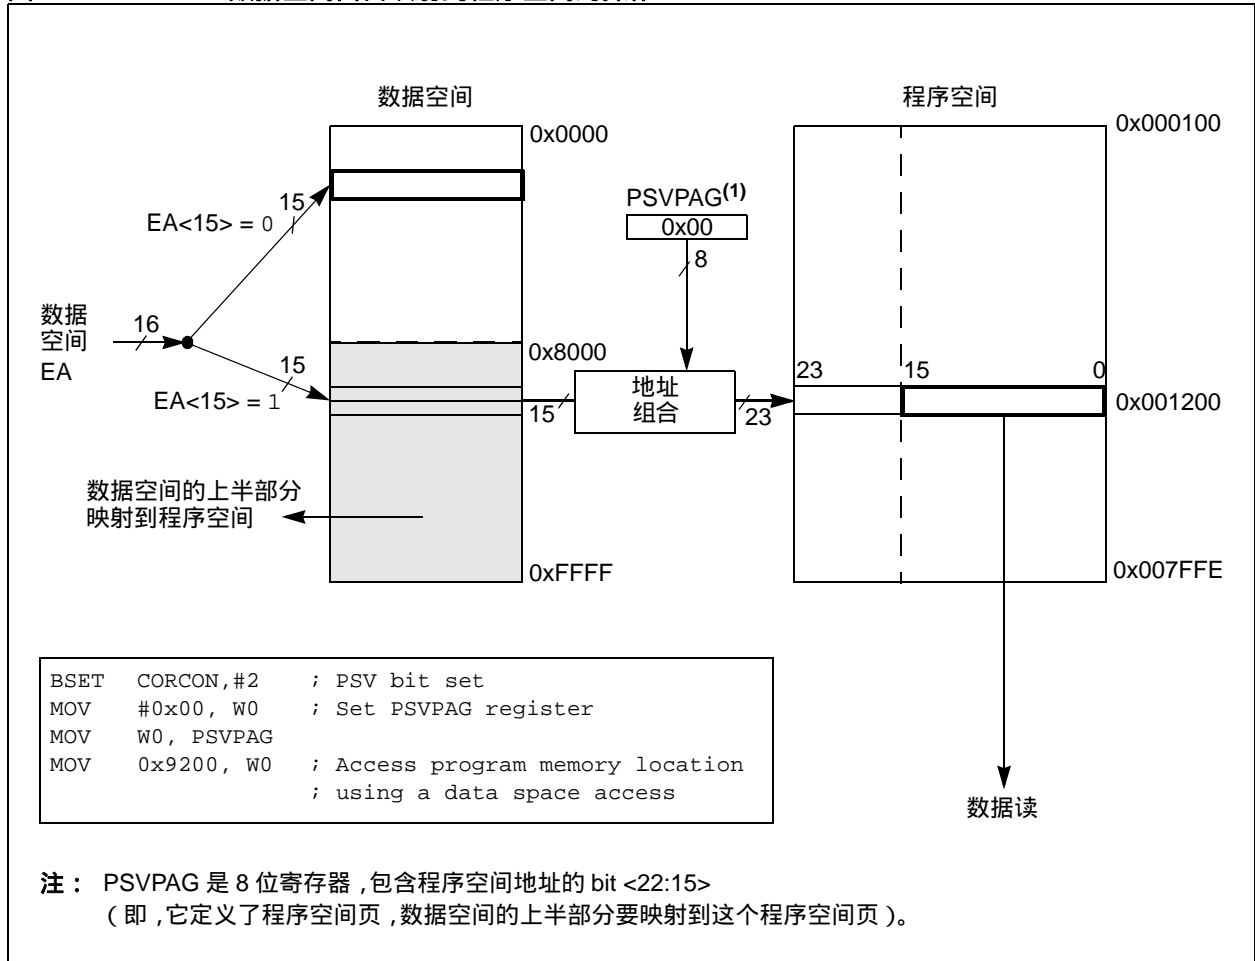 数据空间
程序空间
0x0000
0x000100
15
PSVPAG(1)
EA<15> = 0
0x00
8
数据
空间
EA
16
0x8000
15
EA<15> = 1
15
地址
组合
23
23
15
0
0x001200
数据空间的上半部分
映射到程序空间
0xFFFF
0x007FFE
BSET CORCON,#2 ; PSV bit set
MOV #0x00, W0 ; Set PSVPAG register
MOV W0, PSVPAG
MOV 0x9200, W0 ; Access program memory location
; using a data space access
数据读
注： PSVPAG 是 8 位寄存器 ,包含程序空间地址的 bit <22:15>
（即 ,它定义了程序空间页 ,数据空间的上半部分要映射到这个程序空间页）。